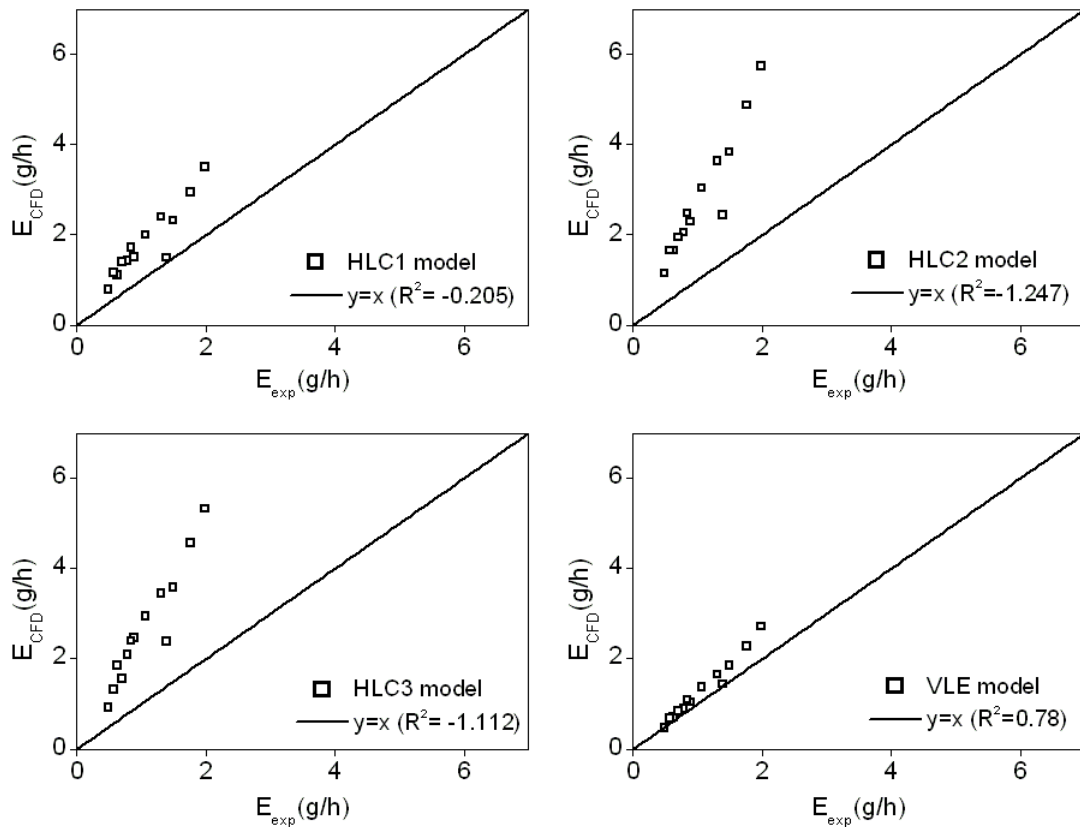 6
4
2
0
E_CFD(g/h)
HLC1 model
y=x (R²= -0.205)
0 2 4 6
E_exp(g/h)
6
4
2
0
E_CFD(g/h)
HLC2 model
y=x (R²=-1.247)
0 2 4 6
E_exp(g/h)
6
4
2
0
E_CFD(g/h)
HLC3 model
y=x (R²= -1.112)
0 2 4 6
E_exp(g/h)
6
4
2
0
E_CFD(g/h)
VLE model
y=x (R²=0.78)
0 2 4 6
E_exp(g/h)